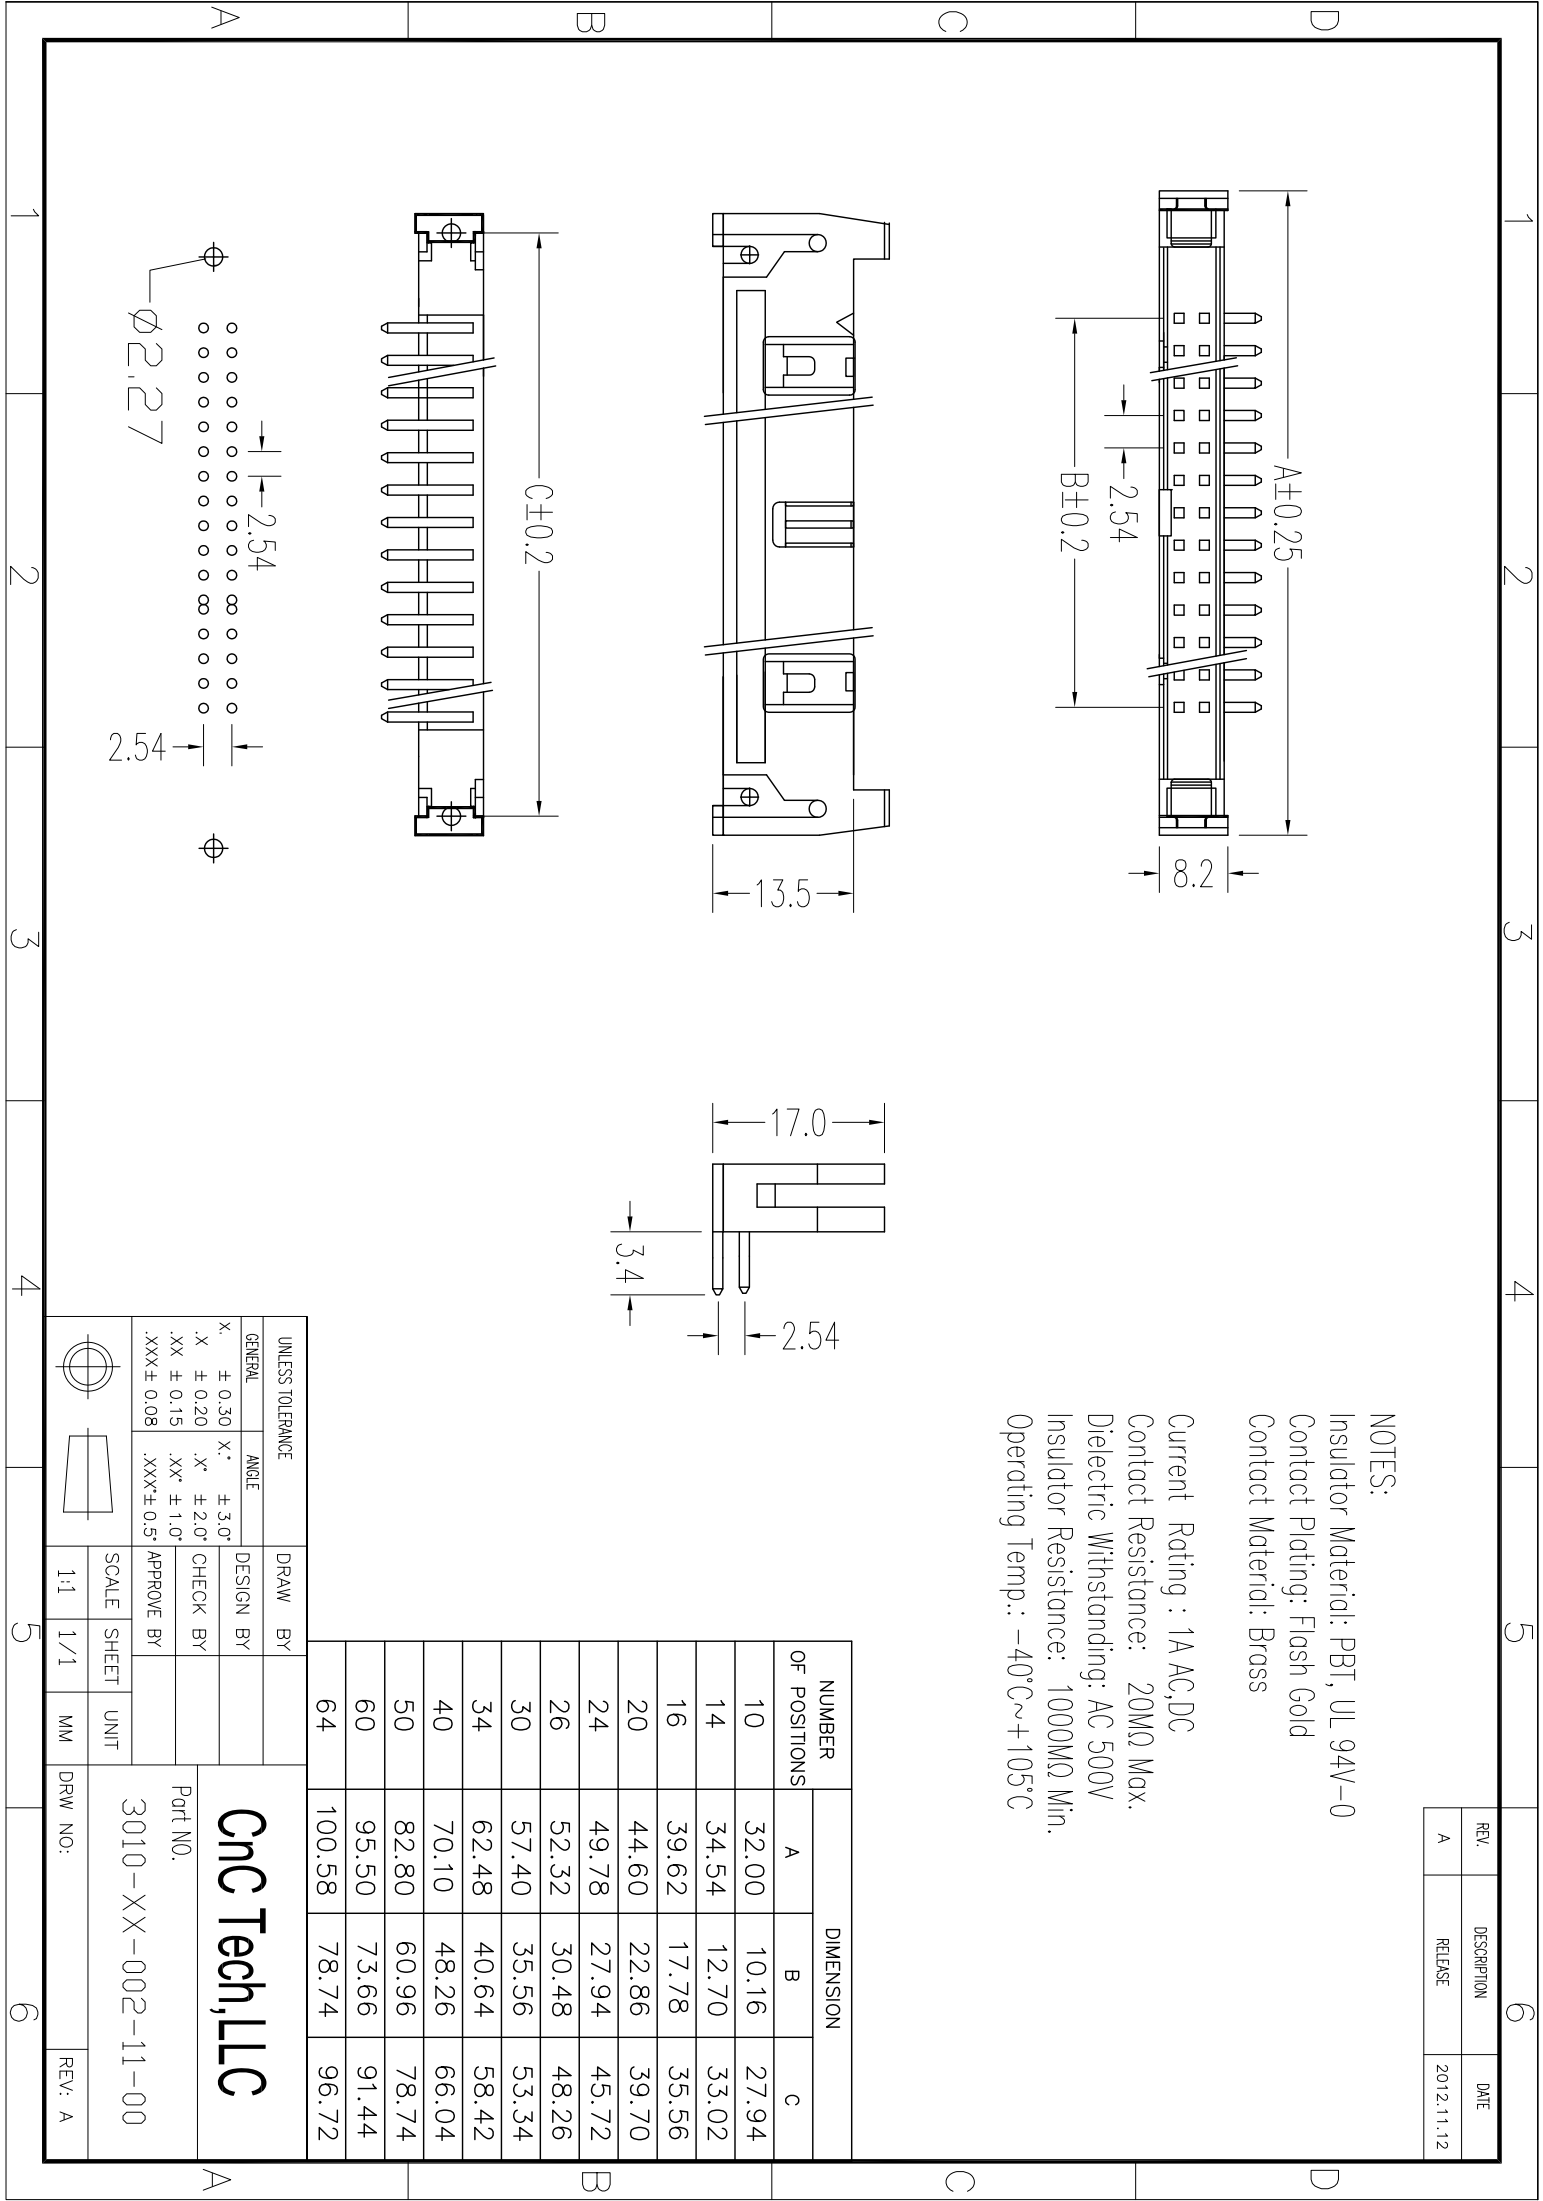 D
C
B
A
1
2
3
4
5
6
REV.	DESCRIPTION	DATE
A	RELEASE	2012.11.12
A±0.25
2.54
B±0.2
8.2
13.5
17.0
3.4
2.54
C±0.2
2.54
Ø2.27
2.54
NOTES:
Insulator Material: PBT, UL 94V-0
Contact Plating: Flash Gold
Contact Material: Brass
Current Rating : 1A AC,DC
Contact Resistance: 20MΩ Max.
Dielectric Withstanding: AC 500V
Insulator Resistance: 1000MΩ Min.
Operating Temp.: -40°C~+105°C
NUMBER	DIMENSION
OF POSITIONS	A	B	C
10	32.00	10.16	27.94
14	34.54	12.70	33.02
16	39.62	17.78	35.56
20	44.60	22.86	39.70
24	49.78	27.94	45.72
26	52.32	30.48	48.26
30	57.40	35.56	53.34
34	62.48	40.64	58.42
40	70.10	48.26	66.04
50	82.80	60.96	78.74
60	95.50	73.66	91.44
64	100.58	78.74	96.72
UNLESS TOLERANCE
GENERAL	ANGLE
X. ± 0.30	X.° ± 3.0°
.X ± 0.20	.X° ± 2.0°
.XX ± 0.15	.XX° ± 1.0°
.XXX± 0.08	.XXX°± 0.5°
DRAW BY
DESIGN BY
CHECK BY
APPROVE BY
SCALE	SHEET	UNIT
1:1	1/1	MM
CnC Tech,LLC
Part NO.
3010-XX-002-11-00
DRW NO:
REV: A
1
2
3
4
5
6
D
C
B
A